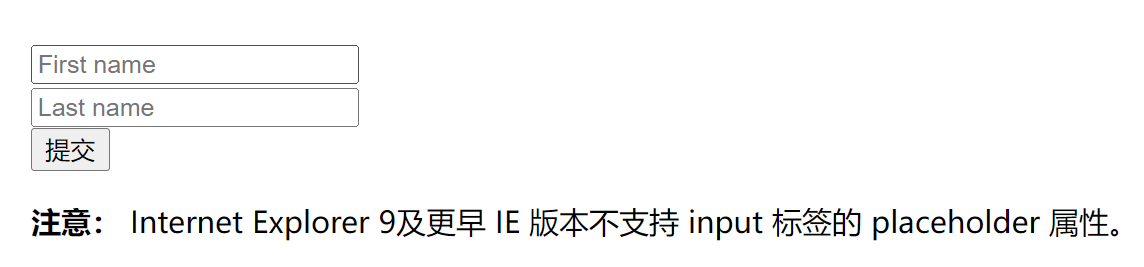 First name
Last name
提交
注意： Internet Explorer 9及更早 IE 版本不支持 input 标签的 placeholder 属性。